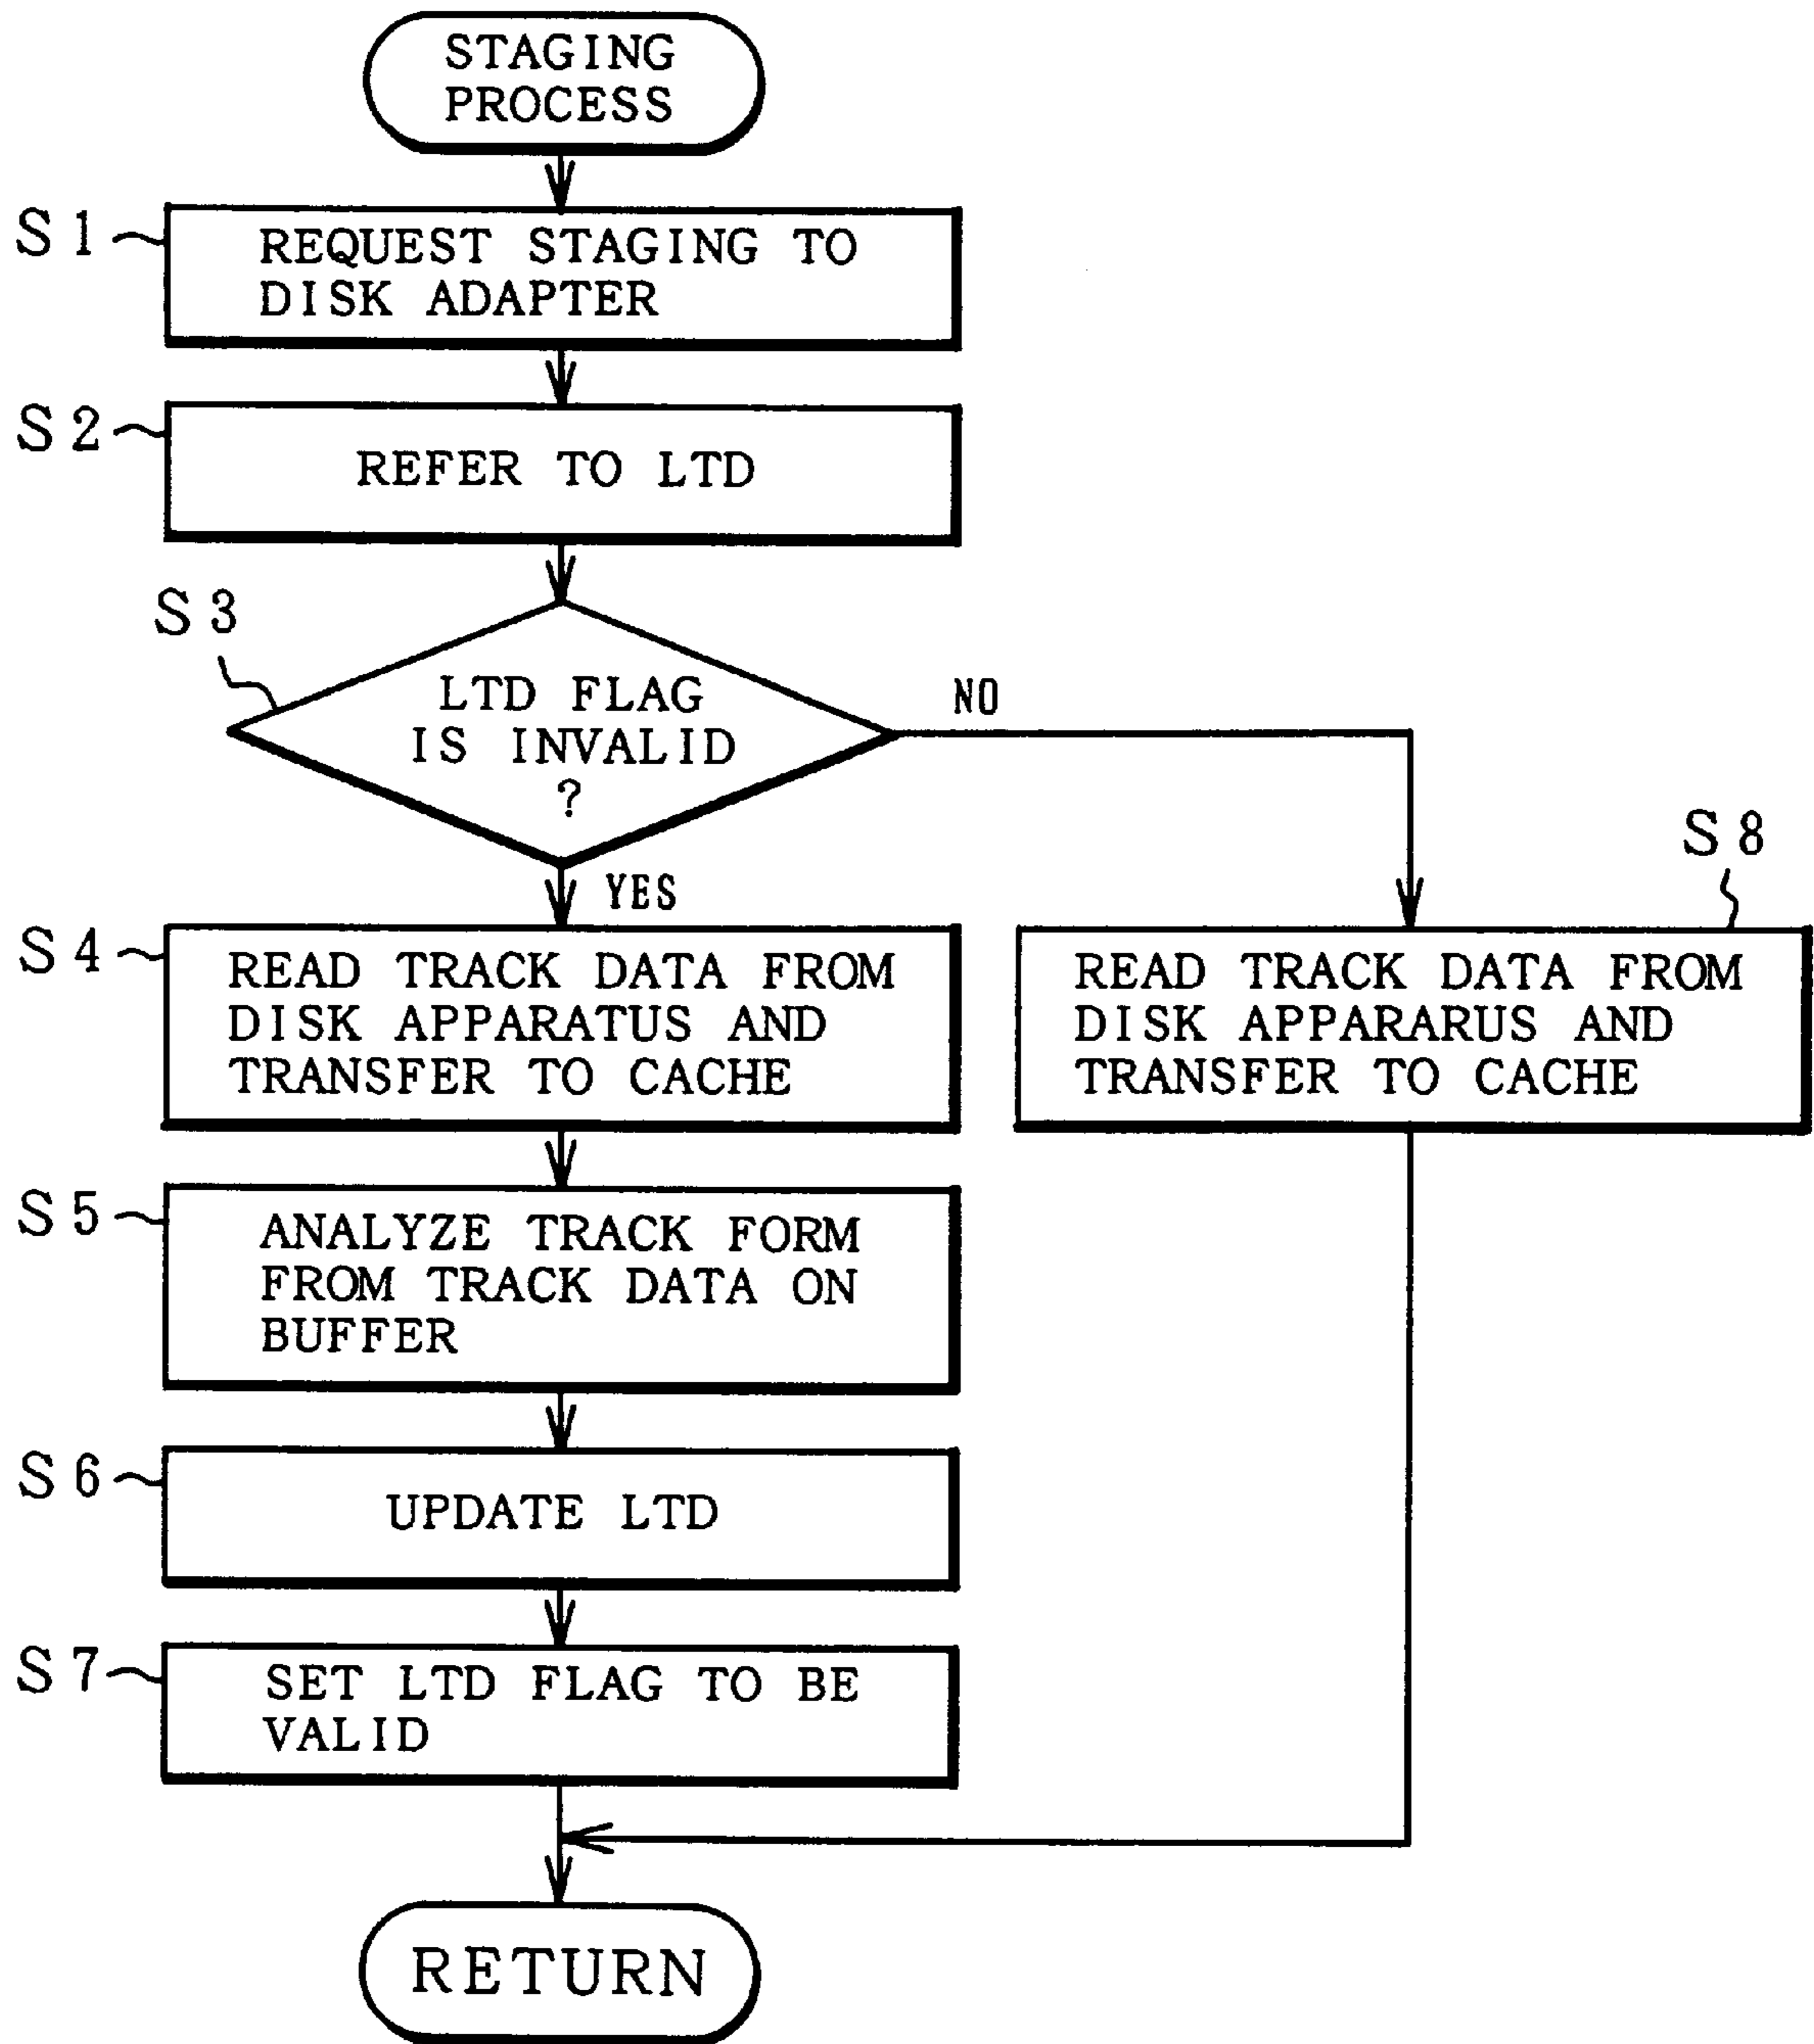 STAGING
PROCESS
S1
REQUEST STAGING TO
DISK ADAPTER
S2
REFER TO LTD
S3
LTD FLAG
IS INVALID
?
NO
YES
S4
READ TRACK DATA FROM
DISK APPARATUS AND
TRANSFER TO CACHE
S8
READ TRACK DATA FROM
DISK APPARARUS AND
TRANSFER TO CACHE
S5
ANALYZE TRACK FORM
FROM TRACK DATA ON
BUFFER
S6
UPDATE LTD
S7
SET LTD FLAG TO BE
VALID
RETURN